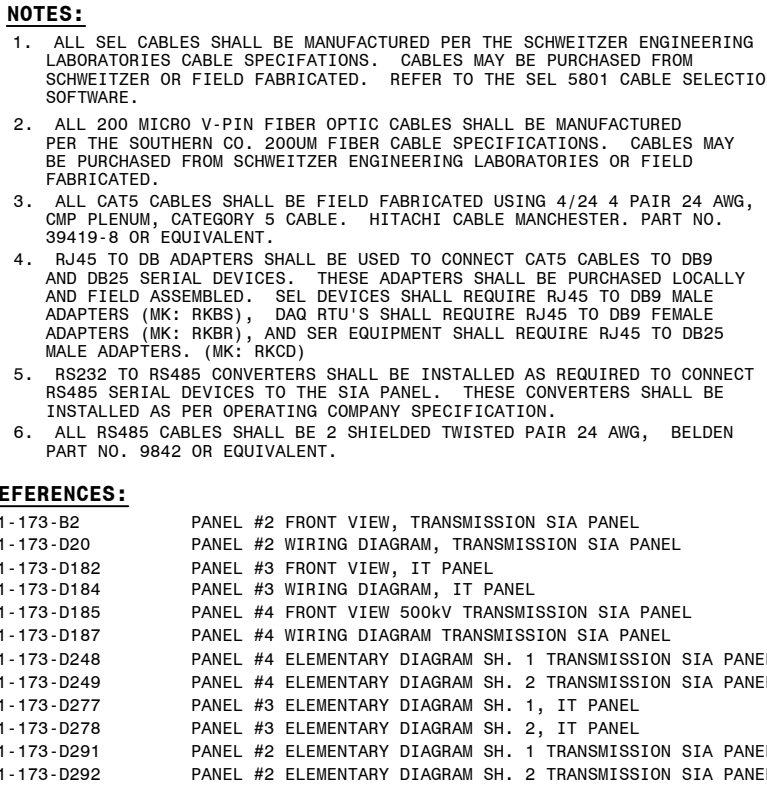 NOTES:
1. ALL SEL CABLES SHALL BE MANUFACTURED PER THE SCHWEITZER ENGINEERING
LABORATORIES CABLE SPECIFATIONS. CABLES MAY BE PURCHASED FROM
SCHWEITZER OR FIELD FABRICATED. REFER TO THE SEL 5801 CABLE SELECTIO
SOFTWARE.
2. ALL 200 MICRO V-PIN FIBER OPTIC CABLES SHALL BE MANUFACTURED
PER THE SOUTHERN CO. 200UM FIBER CABLE SPECIFICATIONS. CABLES MAY
BE PURCHASED FROM SCHWEITZER ENGINEERING LABORATORIES OR FIELD
FABRICATED.
3. ALL CAT5 CABLES SHALL BE FIELD FABRICATED USING 4/24 4 PAIR 24 AWG,
CMP PLENUM, CATEGORY 5 CABLE. HITACHI CABLE MANCHESTER. PART NO.
39419-8 OR EQUIVALENT.
4. RJ45 TO DB ADAPTERS SHALL BE USED TO CONNECT CAT5 CABLES TO DB9
AND DB25 SERIAL DEVICES. THESE ADAPTERS SHALL BE PURCHASED LOCALLY
AND FIELD ASSEMBLED. SEL DEVICES SHALL REQUIRE RJ45 TO DB9 MALE
ADAPTERS (MK: RKBS), DAQ RTU'S SHALL REQUIRE RJ45 TO DB9 FEMALE
ADAPTERS (MK: RKBR), AND SER EQUIPMENT SHALL REQUIRE RJ45 TO DB25
MALE ADAPTERS. (MK: RKCD)
5. RS232 TO RS485 CONVERTERS SHALL BE INSTALLED AS REQUIRED TO CONNECT
RS485 SERIAL DEVICES TO THE SIA PANEL. THESE CONVERTERS SHALL BE
INSTALLED AS PER OPERATING COMPANY SPECIFICATION.
6. ALL RS485 CABLES SHALL BE 2 SHIELDED TWISTED PAIR 24 AWG, BELDEN
PART NO. 9842 OR EQUIVALENT.
EFERENCES:
1-173-B2 PANEL #2 FRONT VIEW, TRANSMISSION SIA PANEL
1-173-D20 PANEL #2 WIRING DIAGRAM, TRANSMISSION SIA PANEL
1-173-D182 PANEL #3 FRONT VIEW, IT PANEL
1-173-D184 PANEL #3 WIRING DIAGRAM, IT PANEL
1-173-D185 PANEL #4 FRONT VIEW 500kV TRANSMISSION SIA PANEL
1-173-D187 PANEL #4 WIRING DIAGRAM TRANSMISSION SIA PANEL
1-173-D248 PANEL #4 ELEMENTARY DIAGRAM SH. 1 TRANSMISSION SIA PANEL
1-173-D249 PANEL #4 ELEMENTARY DIAGRAM SH. 2 TRANSMISSION SIA PANEL
1-173-D277 PANEL #3 ELEMENTARY DIAGRAM SH. 1, IT PANEL
1-173-D278 PANEL #3 ELEMENTARY DIAGRAM SH. 2, IT PANEL
1-173-D291 PANEL #2 ELEMENTARY DIAGRAM SH. 1 TRANSMISSION SIA PANEL
1-173-D292 PANEL #2 ELEMENTARY DIAGRAM SH. 2 TRANSMISSION SIA PANEL